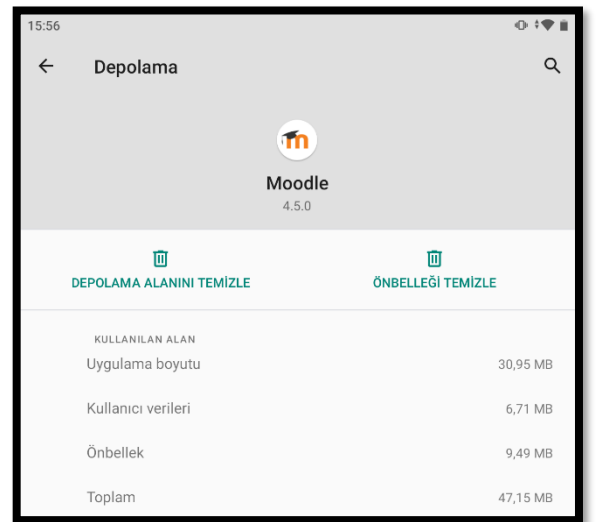 15:56
Depolama
m
Moodle
4.5.0
DEPOLAMA ALANINI TEMİZLE
ÖNBELLEĞİ TEMİZLE
KULLANILAN ALAN
Uygulama boyutu 30,95 MB
Kullanıcı verileri 6,71 MB
Önbellek 9,49 MB
Toplam 47,15 MB